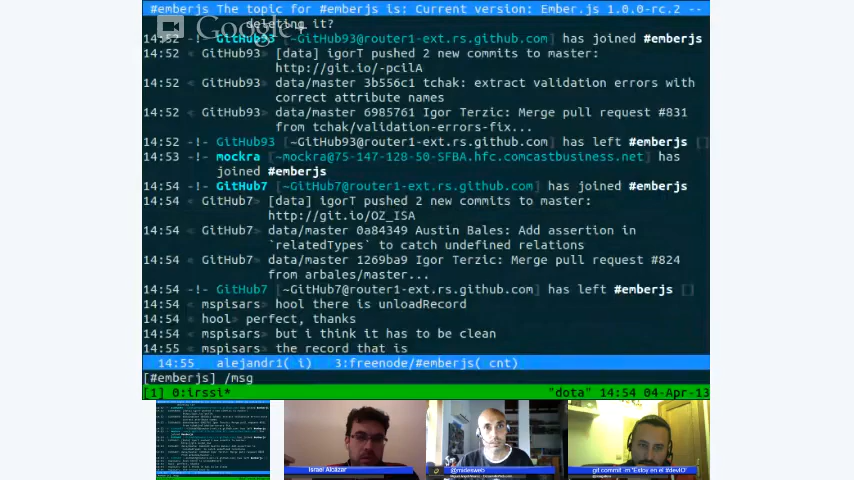 #emberjs The topic for #emberjs is: Current version: Ember.js 1.0.0-rc.2 --
deleting it?
Google+
14:52 -!- GitHub93 [~GitHub93@router1-ext.rs.github.com] has joined #emberjs
14:52 < GitHub93> [data] igorT pushed 2 new commits to master:
http://git.io/-pcilA
14:52 < GitHub93> data/master 3b556c1 tchak: extract validation errors with
correct attribute names
14:52 < GitHub93> data/master 6985761 Igor Terzic: Merge pull request #831
from tchak/validation-errors-fix...
14:52 -!- GitHub93 [~GitHub93@router1-ext.rs.github.com] has left #emberjs []
14:53 -!- mockra [~mockra@75-147-128-50-SFBA.hfc.comcastbusiness.net] has
joined #emberjs
14:54 -!- GitHub7 [~GitHub7@router1-ext.rs.github.com] has joined #emberjs
14:54 < GitHub7> [data] igorT pushed 2 new commits to master:
http://git.io/OZ_ISA
14:54 < GitHub7> data/master 0a84349 Austin Bales: Add assertion in
`relatedTypes` to catch undefined relations
14:54 < GitHub7> data/master 1269ba9 Igor Terzic: Merge pull request #824
from arbales/master...
14:54 -!- GitHub7 [~GitHub7@router1-ext.rs.github.com] has left #emberjs []
14:54 < mspisars> hool there is unloadRecord
14:54 < hool> perfect, thanks
14:54 < mspisars> but i think it has to be clean
14:55 < mspisars> the record that is
14:55 alejandr1( i) 3:freenode/#emberjs( cnt)
[#emberjs] /msg
[1] 0:irssi* "dota" 14:54 04-Apr-13
Israel Alcázar
@midesweb
git commit -m "Estoy en el #devIO"